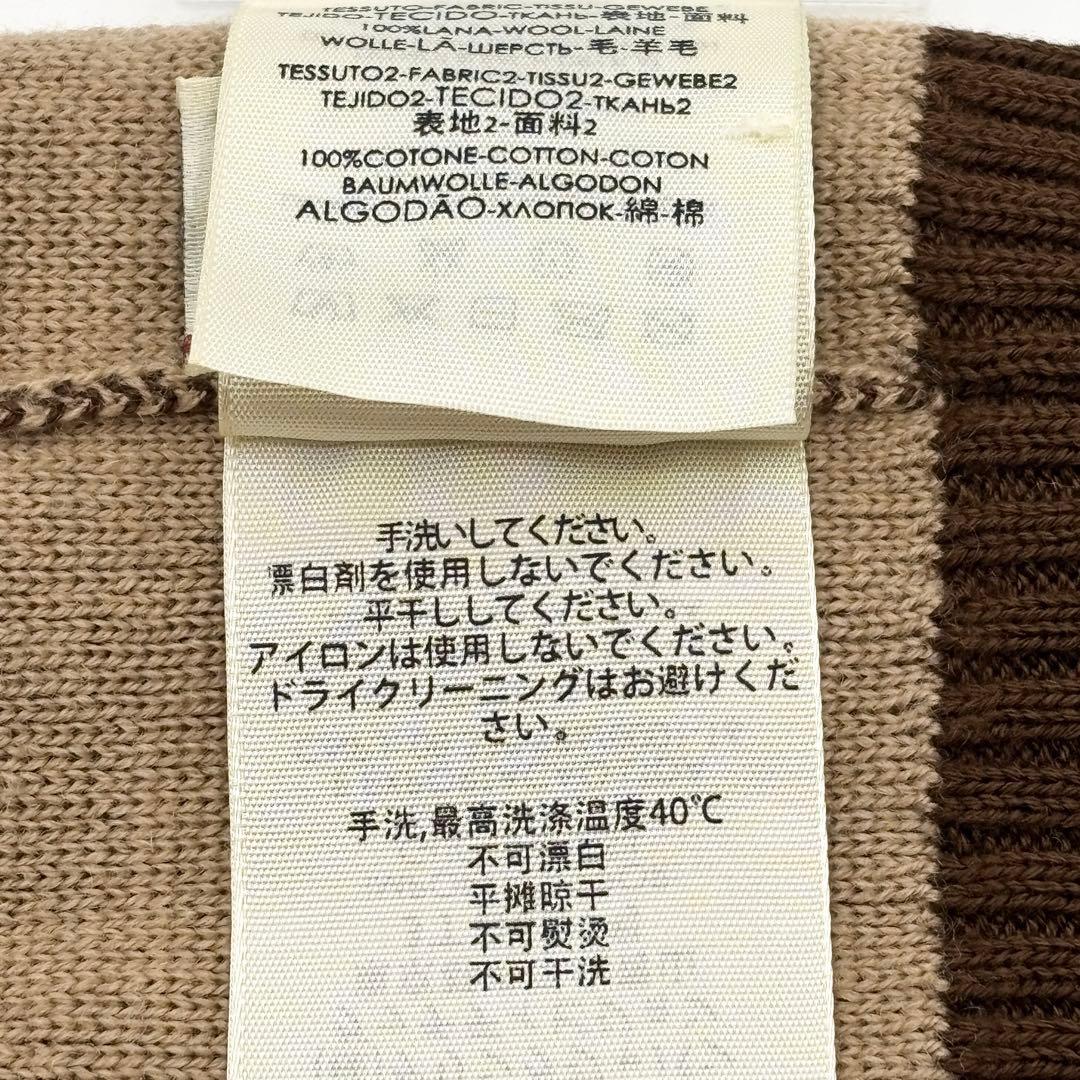 TESSUTO-FABRIC-TISSU-GEWEBE
TEJIDO-TECIDO-ТКАНЬ-表地-面料
100%LANA-WOOL-LAINE
WOLLE-LÃ-ШЕРСТЬ-毛-羊毛
TESSUTO2-FABRIC2-TISSU2-GEWEBE2
TEJIDO2-TECIDO2-ТКАНЬ2
表地2-面料2
100%COTONE-COTTON-COTON
BAUMWOLLE-ALGODON
ALGODÃO-ХЛОПОК-綿-棉
手洗いしてください。
漂白剤を使用しないでください。
平干ししてください。
アイロンは使用しないでください。
ドライクリーニングはお避けくだ
さい。
手洗,最高洗涤温度40℃
不可漂白
平摊晾干
不可熨烫
不可干洗